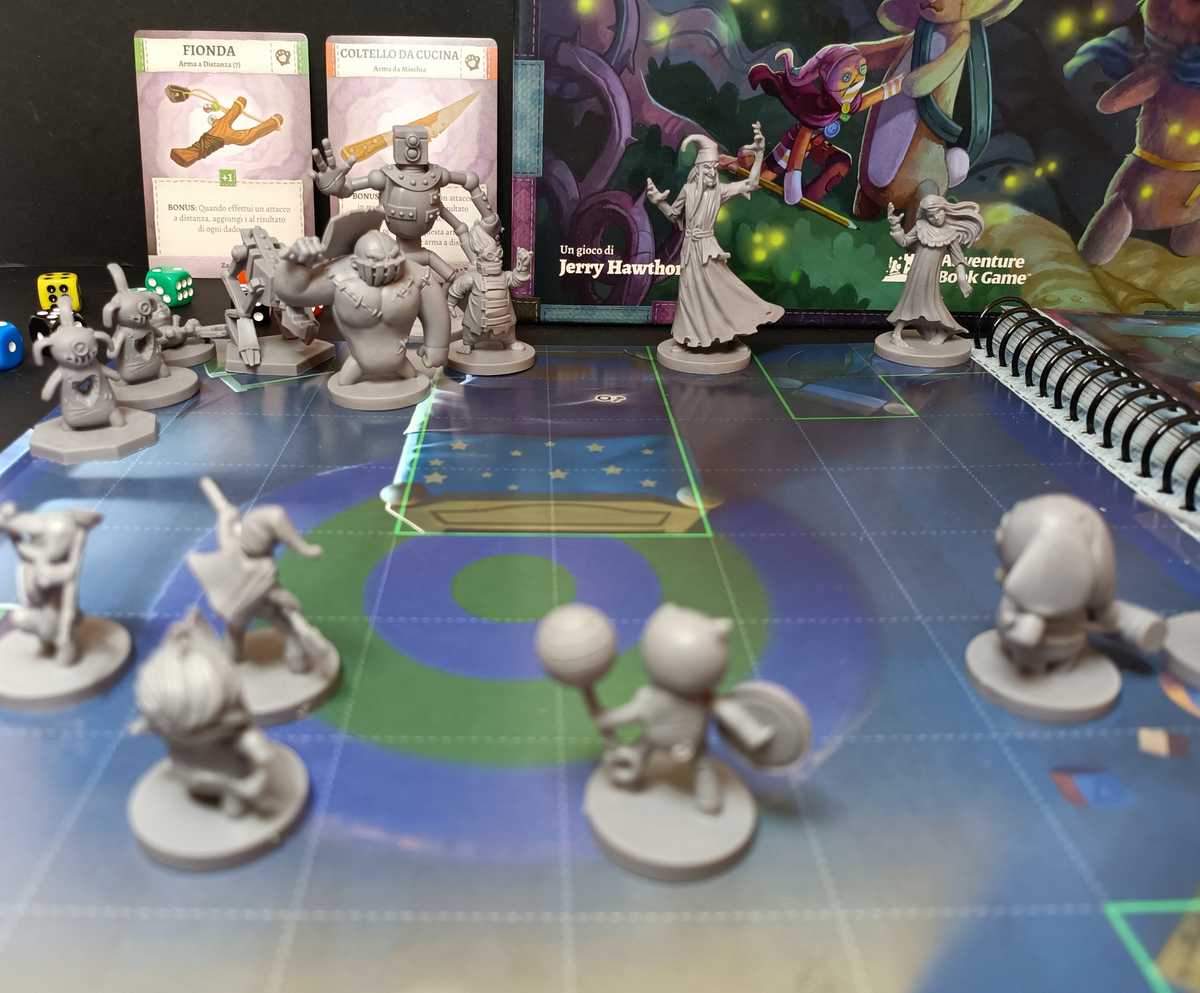 FIONDA
Arma a Distanza (7)
+1
BONUS: Quando effettui un attacco
a distanza, aggiungi 1 al risultato
di ogni dado
COLTELLO DA CUCINA
Arma da Mischia
BONUS
Un gioco di
Jerry Hawthor
Adventure
Book Game